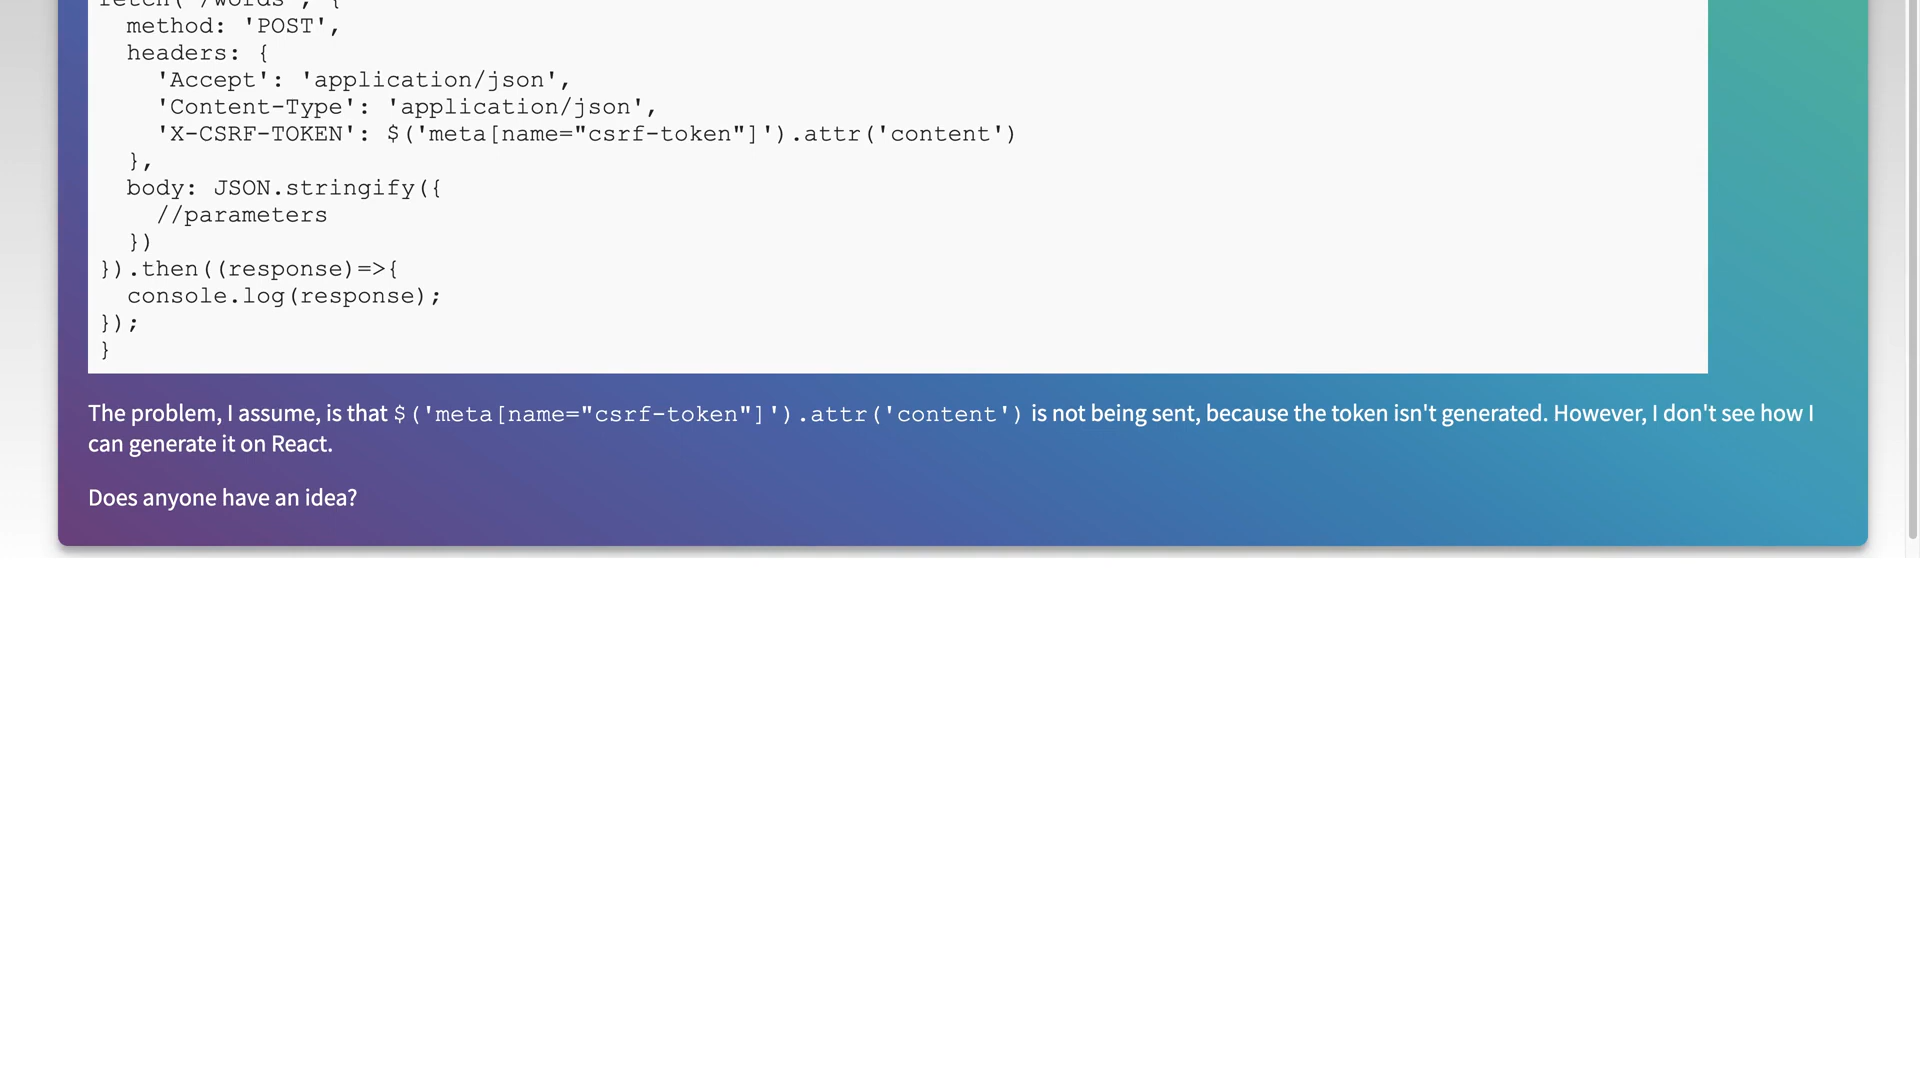 fetch('/words', {
method: 'POST',
headers: {
'Accept': 'application/json',
'Content-Type': 'application/json',
'X-CSRF-TOKEN': $('meta[name="csrf-token"]').attr('content')
},
body: JSON.stringify({
//parameters
})
}).then((response)=>{
console.log(response);
});
}
The problem, I assume, is that $('meta[name="csrf-token"]').attr('content') is not being sent, because the token isn't generated. However, I don't see how I
can generate it on React.
Does anyone have an idea?